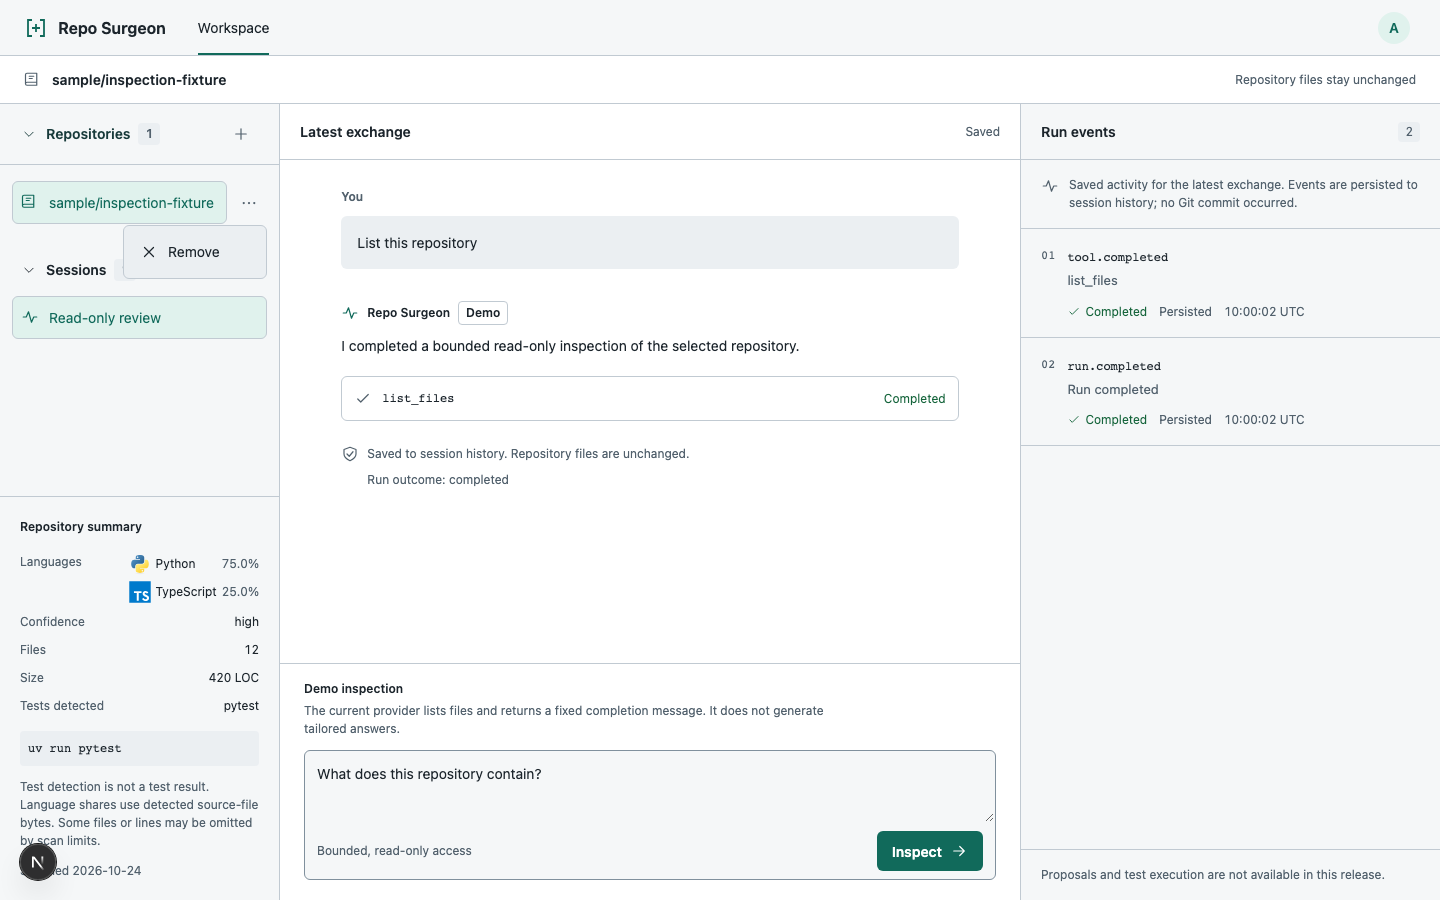 Repo Surgeon
Workspace
A
sample/inspection-fixture
Repository files stay unchanged
Repositories 1
sample/inspection-fixture
Remove
Sessions
Read-only review
Repository summary
Languages
Python 75.0%
TypeScript 25.0%
Confidence high
Files 12
Size 420 LOC
Tests detected pytest
uv run pytest
Test detection is not a test result.
Language shares use detected source-file
bytes. Some files or lines may be omitted
by scan limits.
2026-10-24
N
Latest exchange
Saved
You
List this repository
Repo Surgeon Demo
I completed a bounded read-only inspection of the selected repository.
list_files Completed
Saved to session history. Repository files are unchanged.
Run outcome: completed
Demo inspection
The current provider lists files and returns a fixed completion message. It does not generate
tailored answers.
What does this repository contain?
Bounded, read-only access
Inspect
Run events 2
Saved activity for the latest exchange. Events are persisted to
session history; no Git commit occurred.
01 tool.completed
list_files
Completed Persisted 10:00:02 UTC
02 run.completed
Run completed
Completed Persisted 10:00:02 UTC
Proposals and test execution are not available in this release.